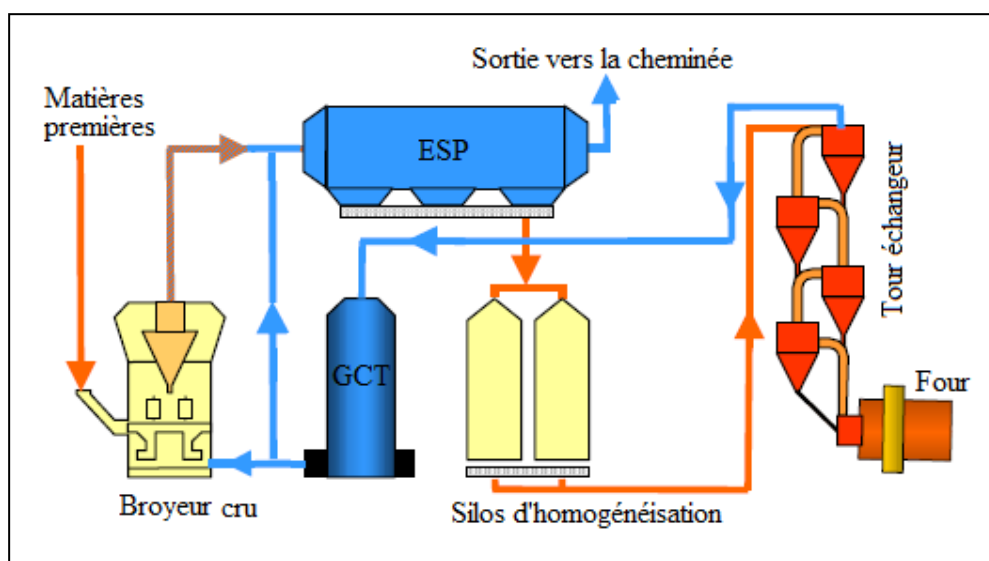 Sortie vers la cheminée
Matières
premières
ESP
Tour échangeur
GCT
Four
Broyeur cru
Silos d'homogénéisation